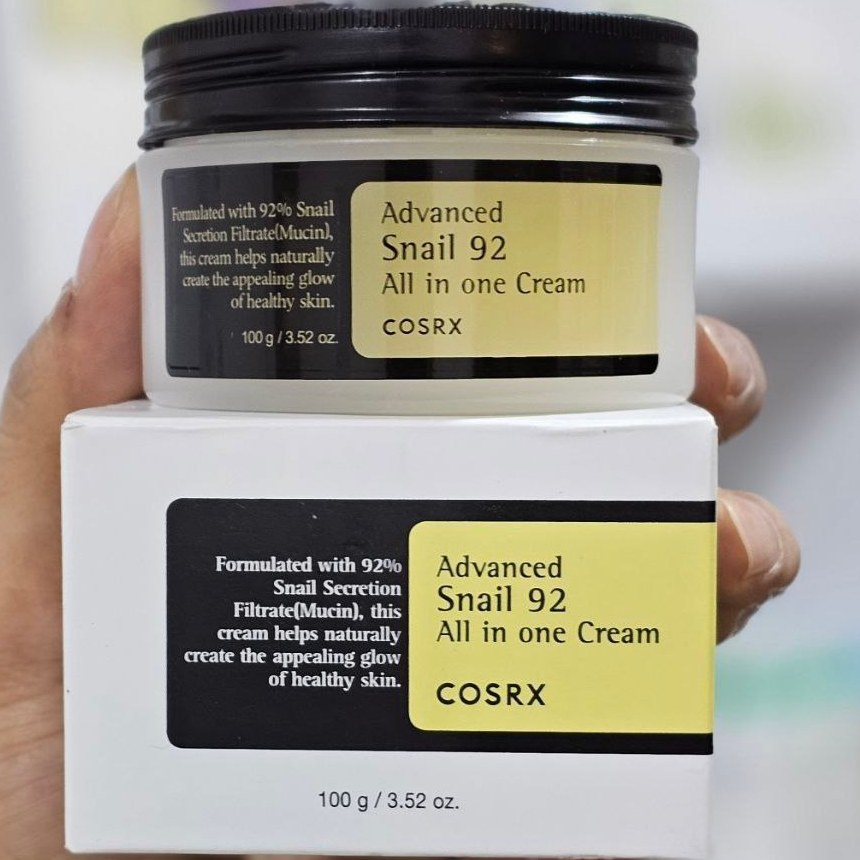 Formulated with 92% Snail
Secretion Filtrate(Mucin),
this cream helps naturally
create the appealing glow
of healthy skin.
100 g / 3.52 oz.
Advanced
Snail 92
All in one Cream
COSRX
Formulated with 92%
Snail Secretion
Filtrate(Mucin), this
cream helps naturally
create the appealing glow
of healthy skin.
Advanced
Snail 92
All in one Cream
COSRX
100 g / 3.52 oz.